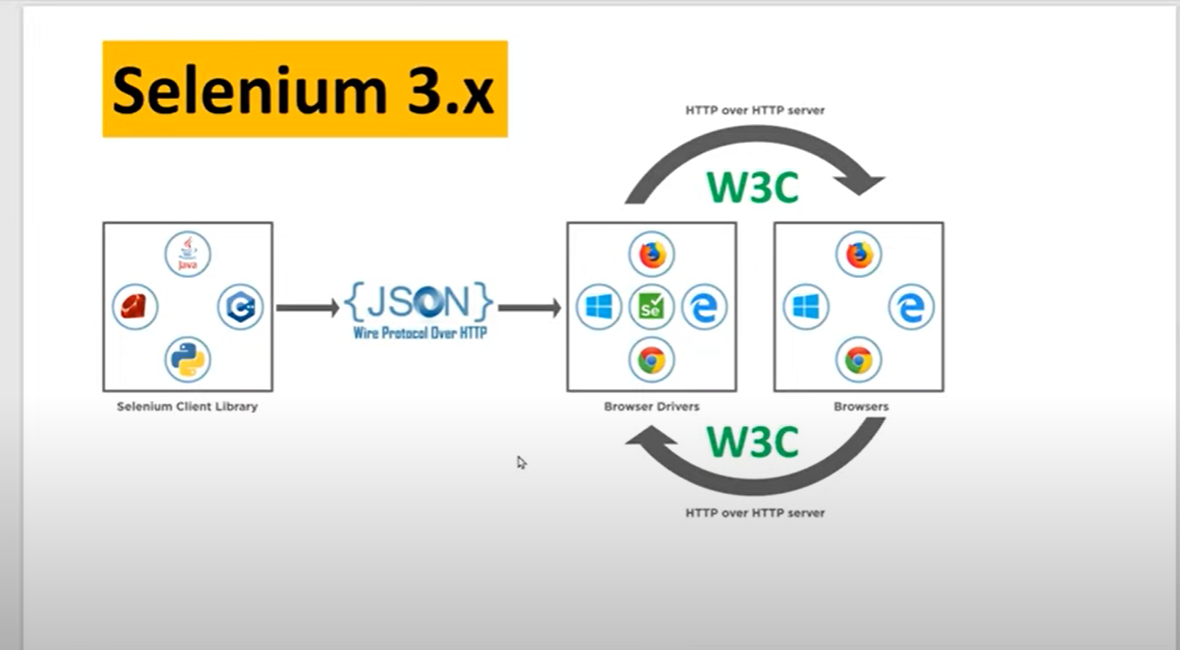 Selenium 3.x
HTTP over HTTP server
W3C
Java
{JSON}
Wire Protocol Over HTTP
Se
Selenium Client Library
Browser Drivers
Browsers
W3C
HTTP over HTTP server